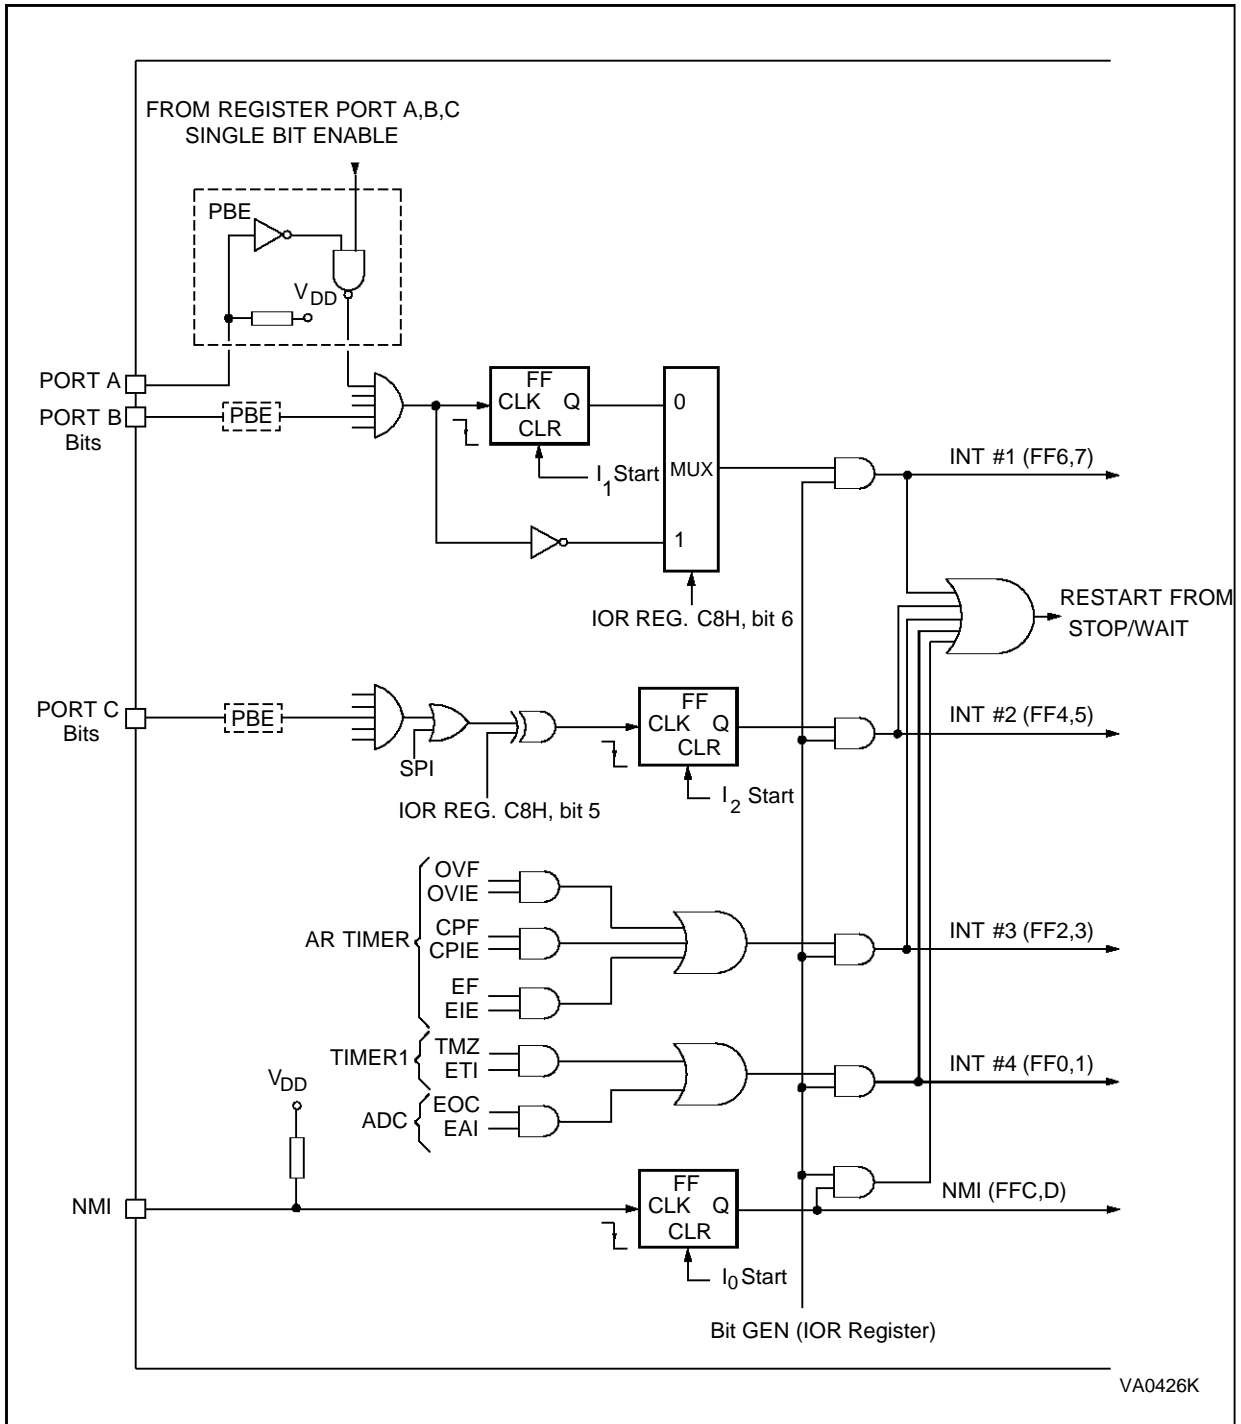 FROM REGISTER PORT A,B,C
SINGLE BIT ENABLE
PBE
VDD
PORT A
PORT B
Bits
PBE
FF
CLK Q
CLR
I1 Start
0
MUX
1
IOR REG. C8H, bit 6
INT #1 (FF6,7)
RESTART FROM
STOP/WAIT
PORT C
Bits
PBE
SPI
IOR REG. C8H, bit 5
FF
CLK Q
CLR
I2 Start
INT #2 (FF4,5)
AR TIMER
OVF
OVIE
CPF
CPIE
EF
EIE
INT #3 (FF2,3)
TIMER1
TMZ
ETI
ADC
EOC
EAI
INT #4 (FF0,1)
VDD
NMI
FF
CLK Q
CLR
I0 Start
NMI (FFC,D)
Bit GEN (IOR Register)
VA0426K